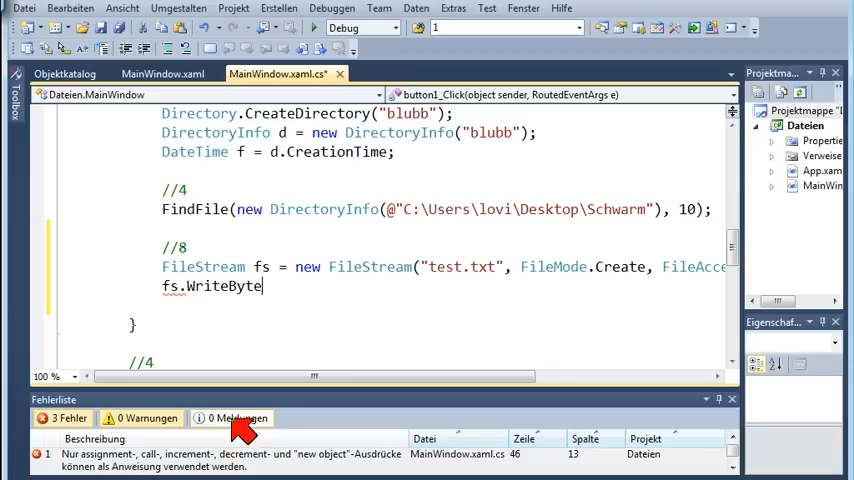 Datei Bearbeiten Ansicht Umgestalten Projekt Erstellen Debuggen Team Daten Extras Test Fenster Hilfe
Debug 1
Objektkatalog MainWindow.xaml MainWindow.xaml.cs*
Dateien.MainWindow button1_Click(object sender, RoutedEventArgs e)
Toolbox
Directory.CreateDirectory("blubb");
DirectoryInfo d = new DirectoryInfo("blubb");
DateTime f = d.CreationTime;
//4
FindFile(new DirectoryInfo(@"C:\Users\lovi\Desktop\Schwarm"), 10);
//8
FileStream fs = new FileStream("test.txt", FileMode.Create, FileAcce
fs.WriteByte
}
//4
100 %
Projektma...
Projektmappe "Da
Dateien
Propertie
Verweise
App.xam
MainWin
Eigenschaf...
Fehlerliste
3 Fehler 0 Warnungen 0 Meldungen
Beschreibung Datei Zeile Spalte Projekt
1 Nur assignment-, call-, increment-, decrement- und "new object"-Ausdrücke MainWindow.xaml.cs 46 13 Dateien
können als Anweisung verwendet werden.